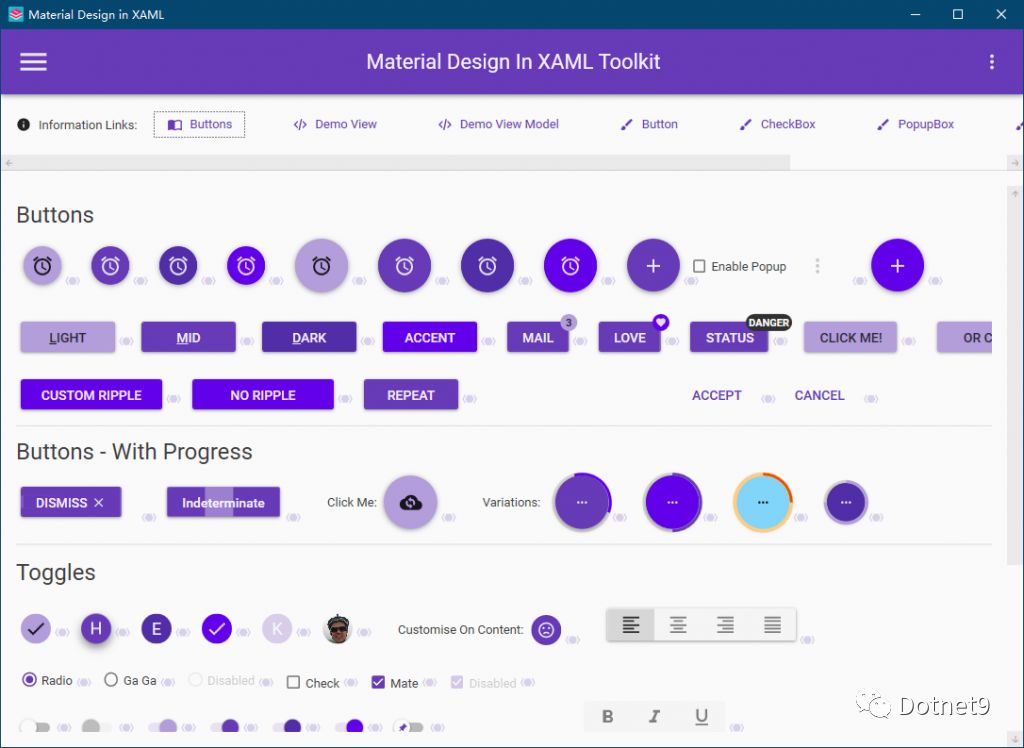 Material Design in XAML
Material Design In XAML Toolkit
Information Links: Buttons Demo View Demo View Model Button CheckBox PopupBox
Buttons
Enable Popup
LIGHT MID DARK ACCENT MAIL 3 LOVE STATUS DANGER CLICK ME! OR C
CUSTOM RIPPLE NO RIPPLE REPEAT ACCEPT CANCEL
Buttons - With Progress
DISMISS Indeterminate Click Me: Variations:
Toggles
H E K Customise On Content:
Radio Ga Ga Disabled Check Mate Disabled
B I U
Dotnet9